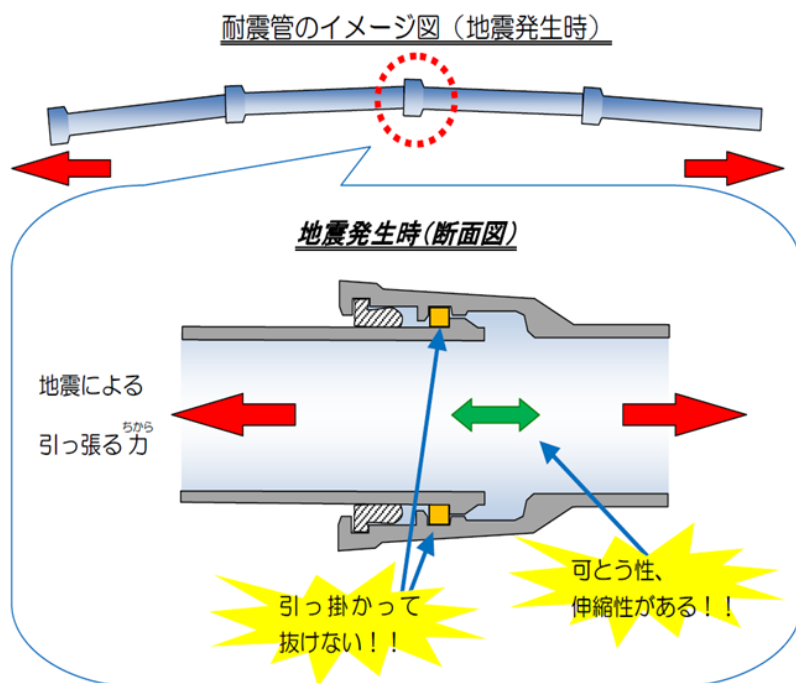 耐震管のイメージ図（地震発生時）
地震発生時(断面図)
地震による
ちから
引っ張る力
引っ掛かって
抜けない！！
可とう性、
伸縮性がある！！